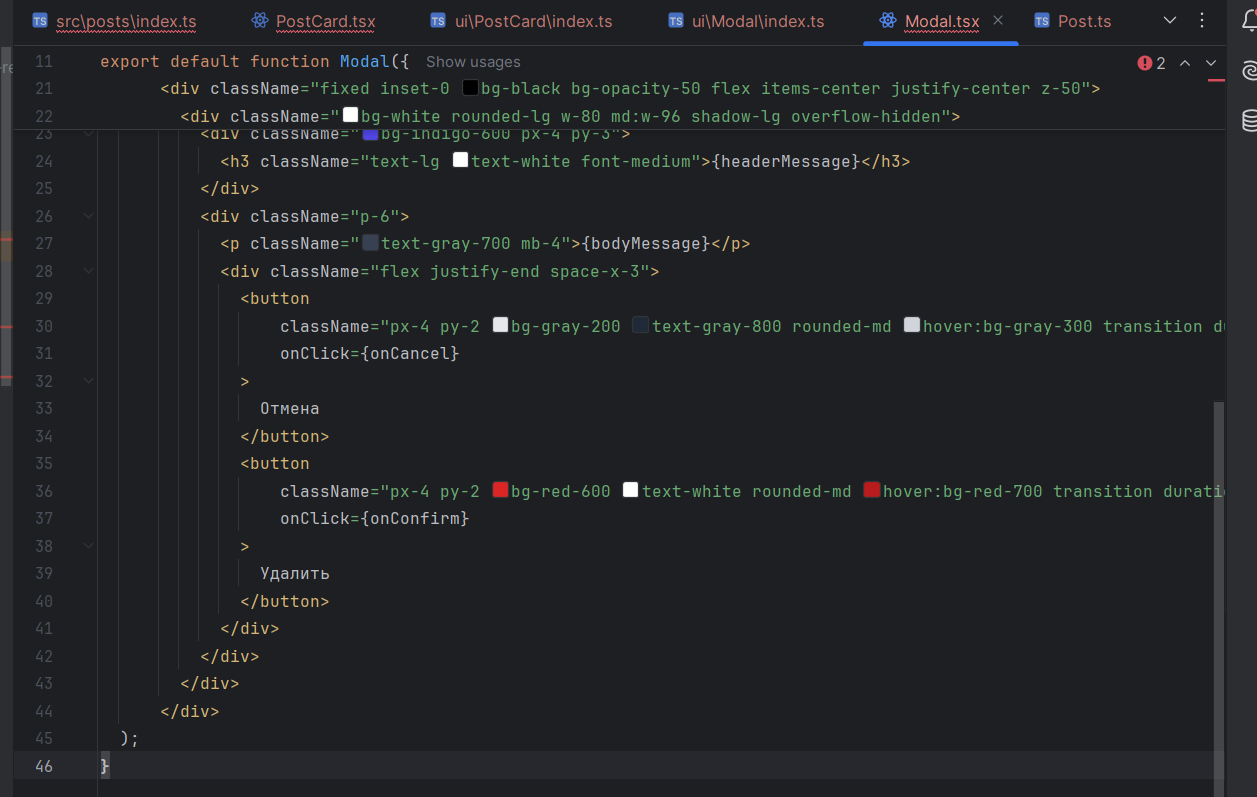 TS src\posts\index.ts PostCard.tsx TS ui\PostCard\index.ts TS ui\Modal\index.ts Modal.tsx TS Post.ts
11 export default function Modal({ Show usages
2
21 <div className="fixed inset-0 bg-black bg-opacity-50 flex items-center justify-center z-50">
22 <div className="bg-white rounded-lg w-80 md:w-96 shadow-lg overflow-hidden">
23 <div className="bg-indigo-600 px-4 py-3">
24 <h3 className="text-lg text-white font-medium">{headerMessage}</h3>
25 </div>
26 <div className="p-6">
27 <p className="text-gray-700 mb-4">{bodyMessage}</p>
28 <div className="flex justify-end space-x-3">
29 <button
30 className="px-4 py-2 bg-gray-200 text-gray-800 rounded-md hover:bg-gray-300 transition
31 onClick={onCancel}
32 >
33 Отмена
34 </button>
35 <button
36 className="px-4 py-2 bg-red-600 text-white rounded-md hover:bg-red-700 transition
37 onClick={onConfirm}
38 >
39 Удалить
40 </button>
41 </div>
42 </div>
43 </div>
44 </div>
45 );
46 }